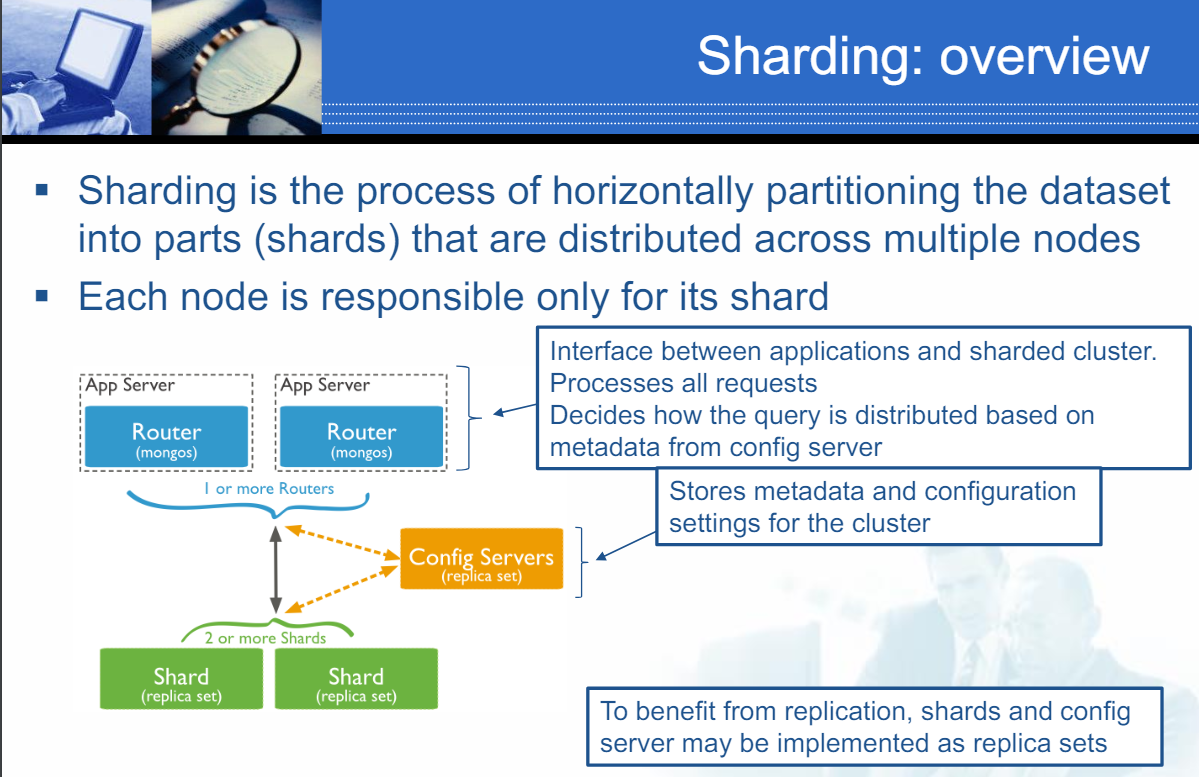 Sharding: overview
▪ Sharding is the process of horizontally partitioning the dataset
into parts (shards) that are distributed across multiple nodes
▪ Each node is responsible only for its shard
Interface between applications and sharded cluster.
Processes all requests
Decides how the query is distributed based on
metadata from config server
App Server
Router
(mongos)
App Server
Router
(mongos)
1 or more Routers
Stores metadata and configuration
settings for the cluster
Config Servers
(replica set)
2 or more Shards
Shard
(replica set)
Shard
(replica set)
To benefit from replication, shards and config
server may be implemented as replica sets